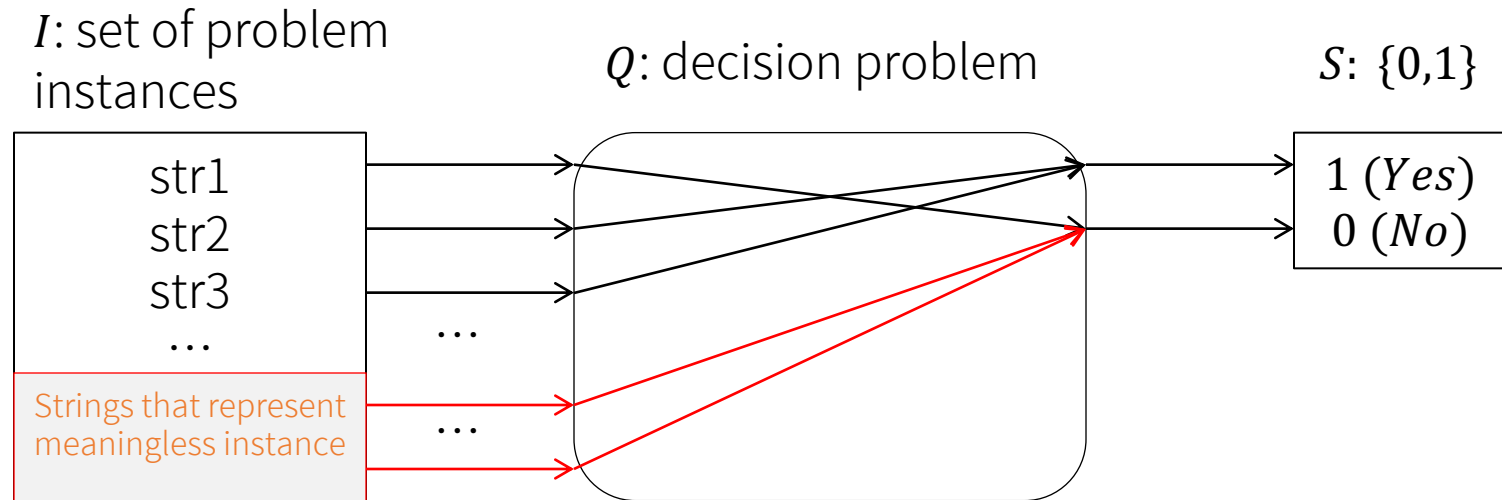 I: set of problem
instances
Q: decision problem
S: {0,1}
str1
str2
str3
…
…
Strings that represent
meaningless instance
…
1 (Yes)
0 (No)